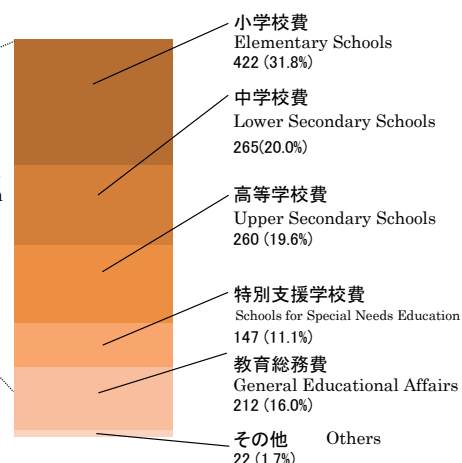 小学校費
Elementary Schools
422 (31.8%)
中学校費
Lower Secondary Schools
265(20.0%)
高等学校費
Upper Secondary Schools
260 (19.6%)
特別支援学校費
Schools for Special Needs Education
147 (11.1%)
教育総務費
General Educational Affairs
212 (16.0%)
その他 Others
22 (1.7%)